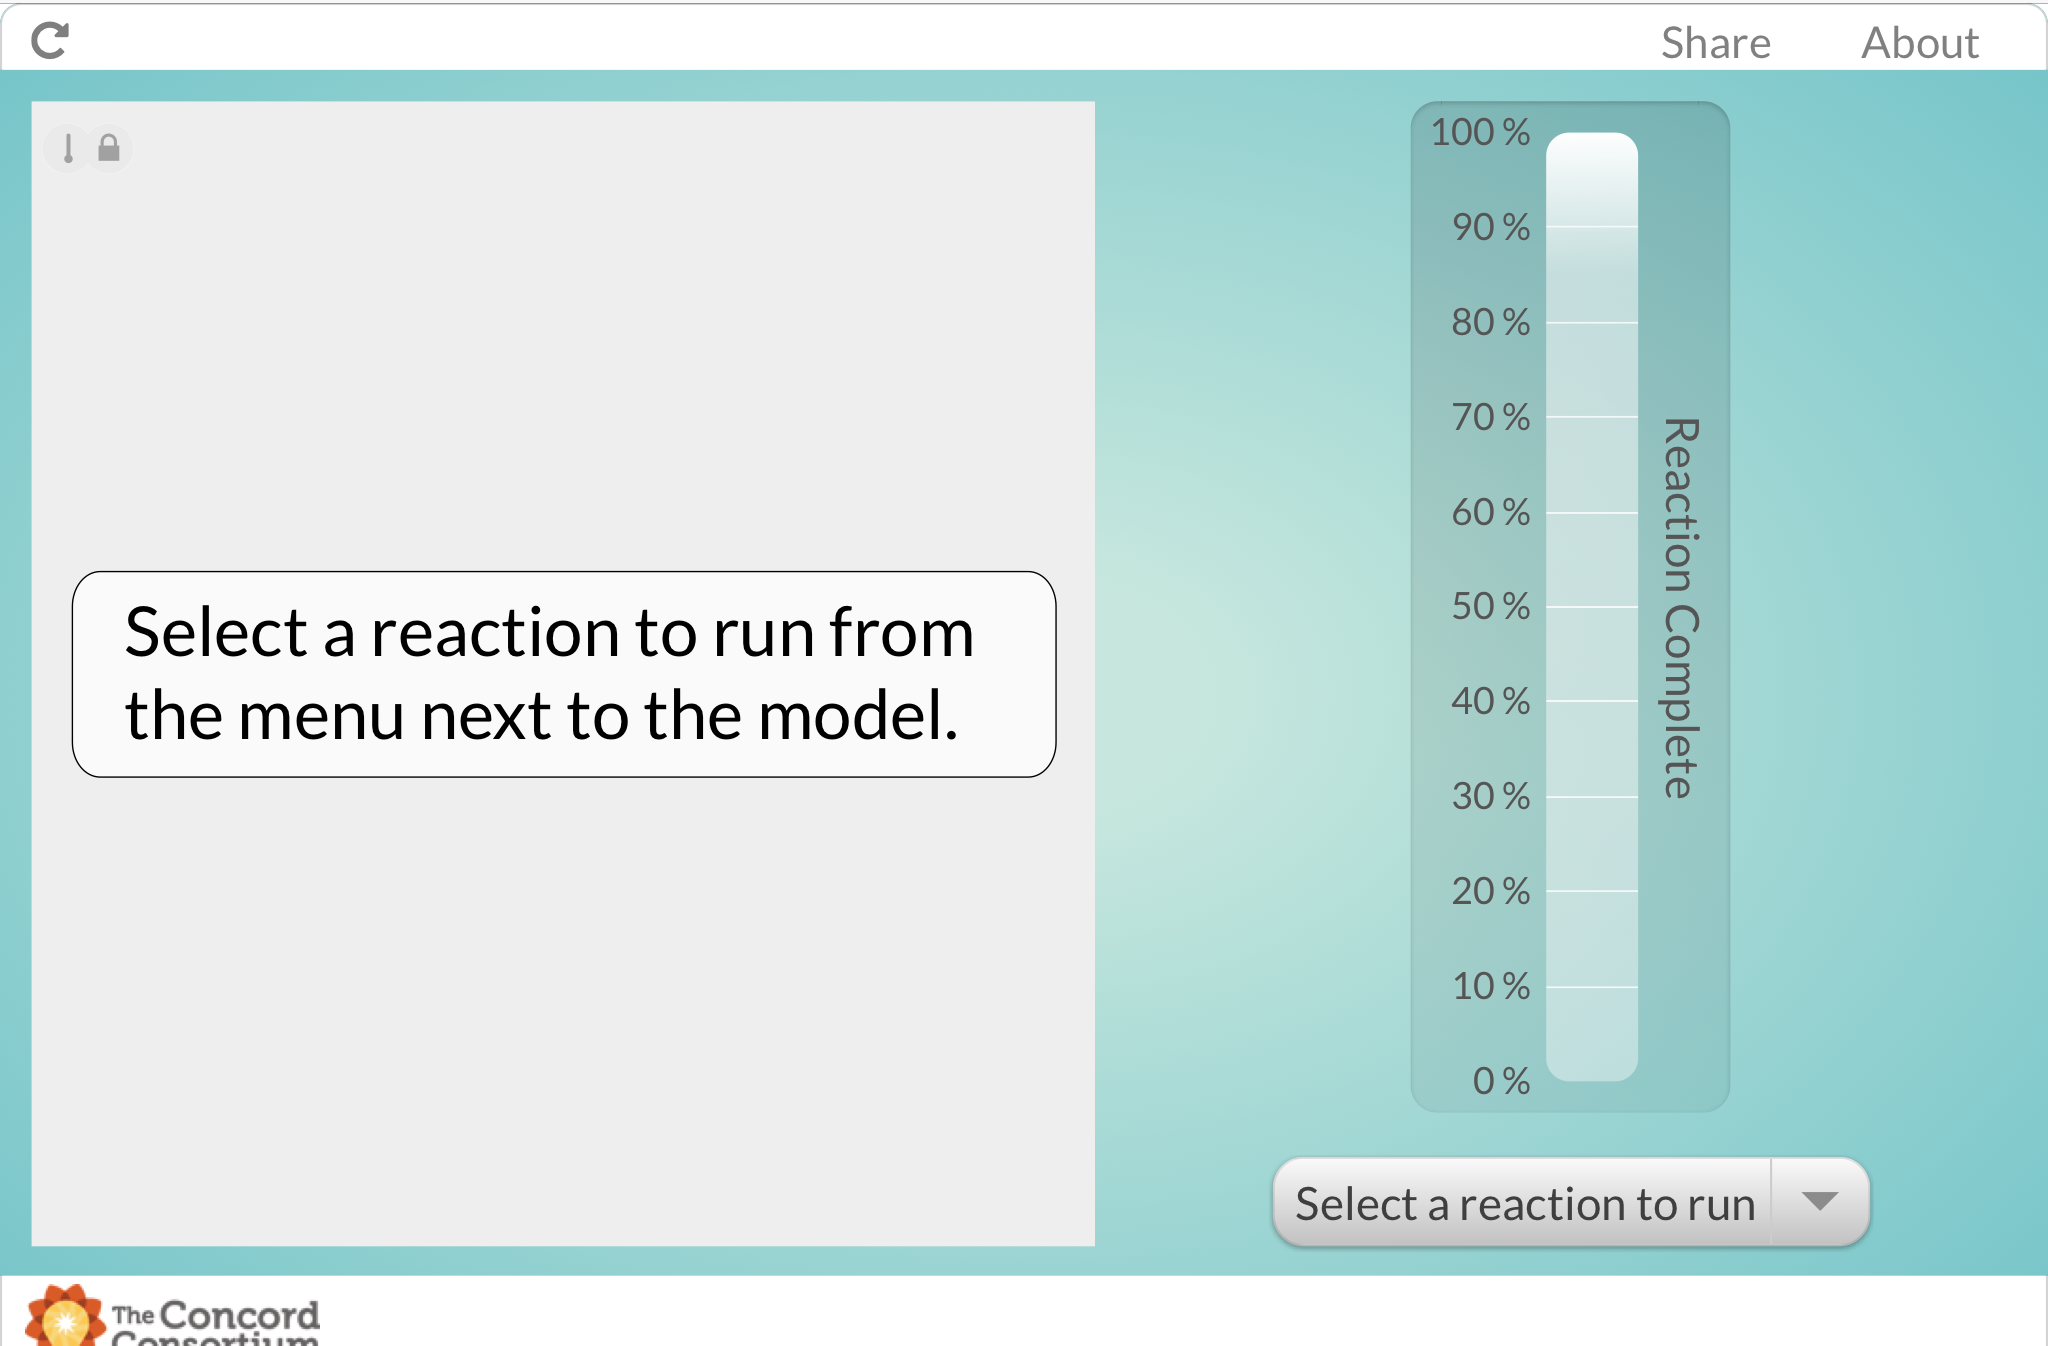 Share About
Select a reaction to run from
the menu next to the model.
100 %
90 %
80 %
70 %
60 %
50 %
40 %
30 %
20 %
10 %
0 %
Reaction Complete
Select a reaction to run
The Concord
Consortium